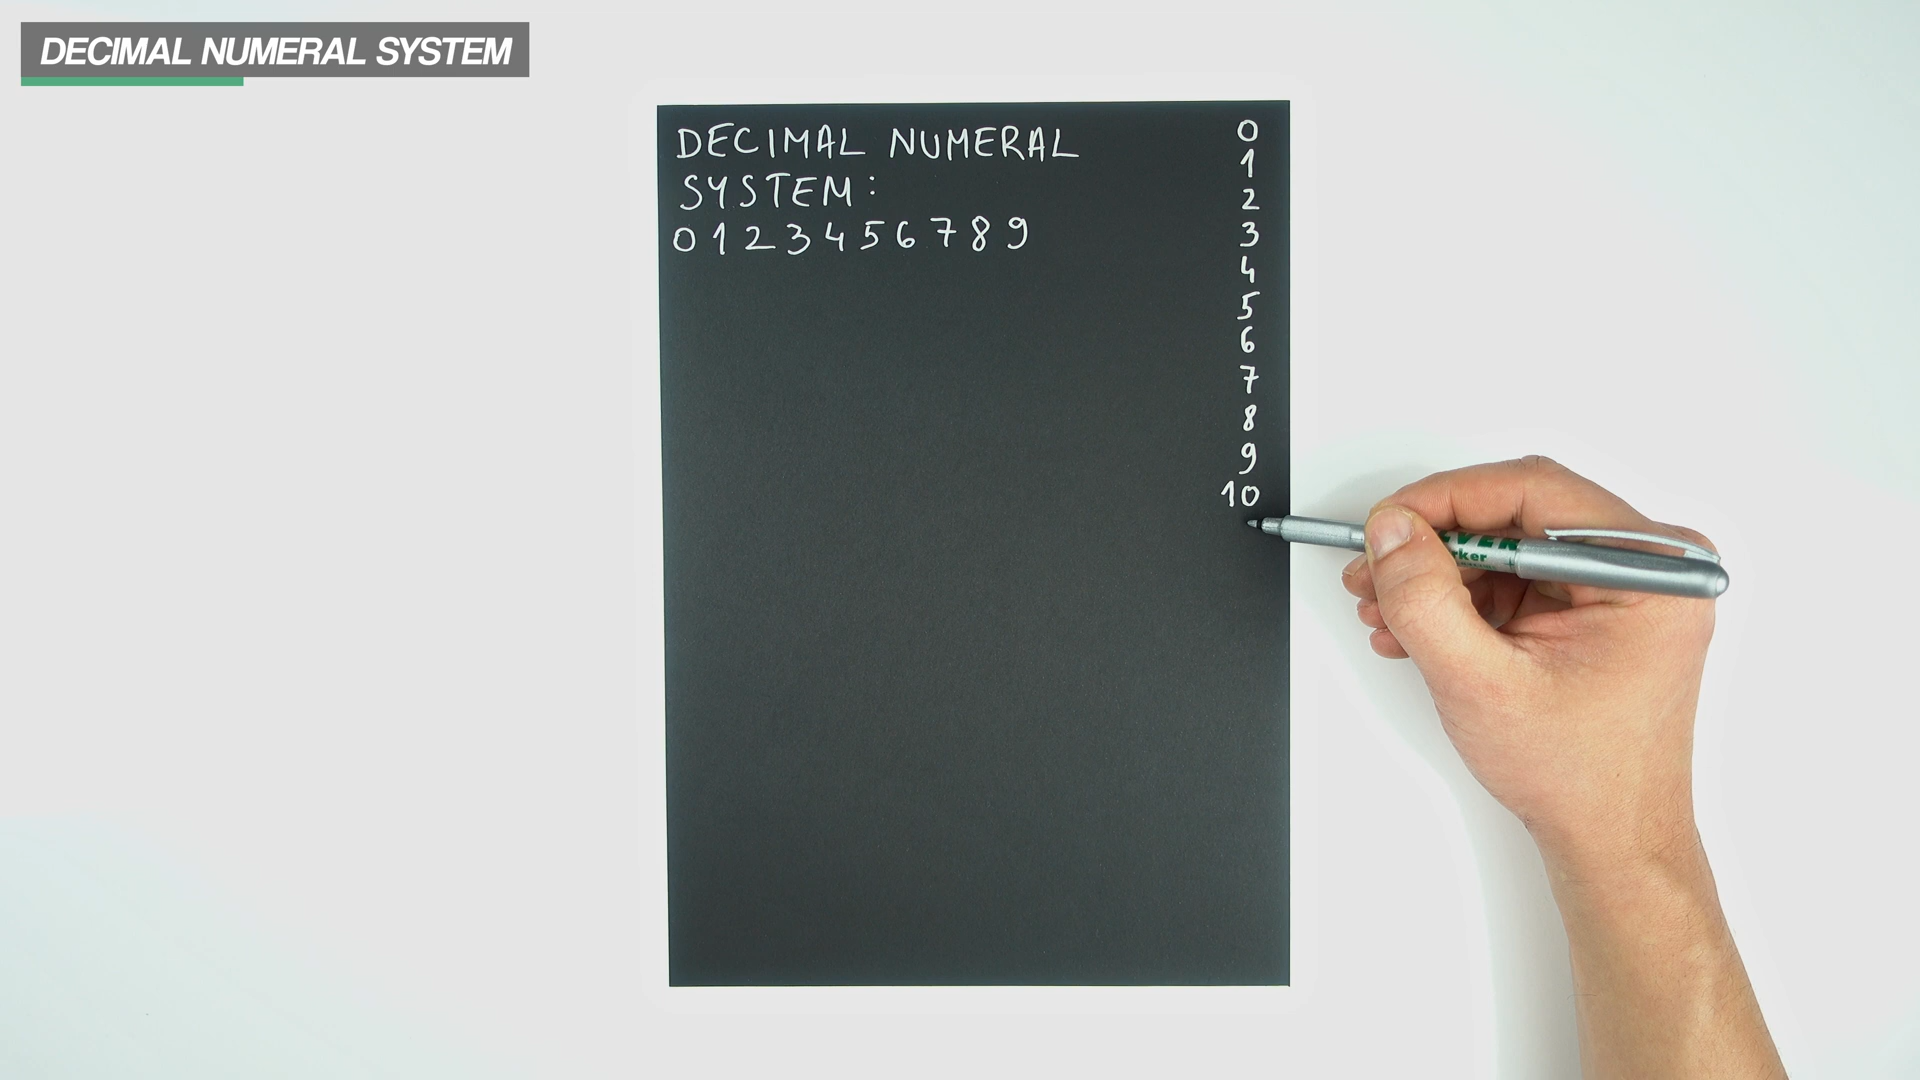 DECIMAL NUMERAL SYSTEM
DECIMAL NUMERAL
SYSTEM:
0 1 2 3 4 5 6 7 8 9
0
1
2
3
4
5
6
7
8
9
10